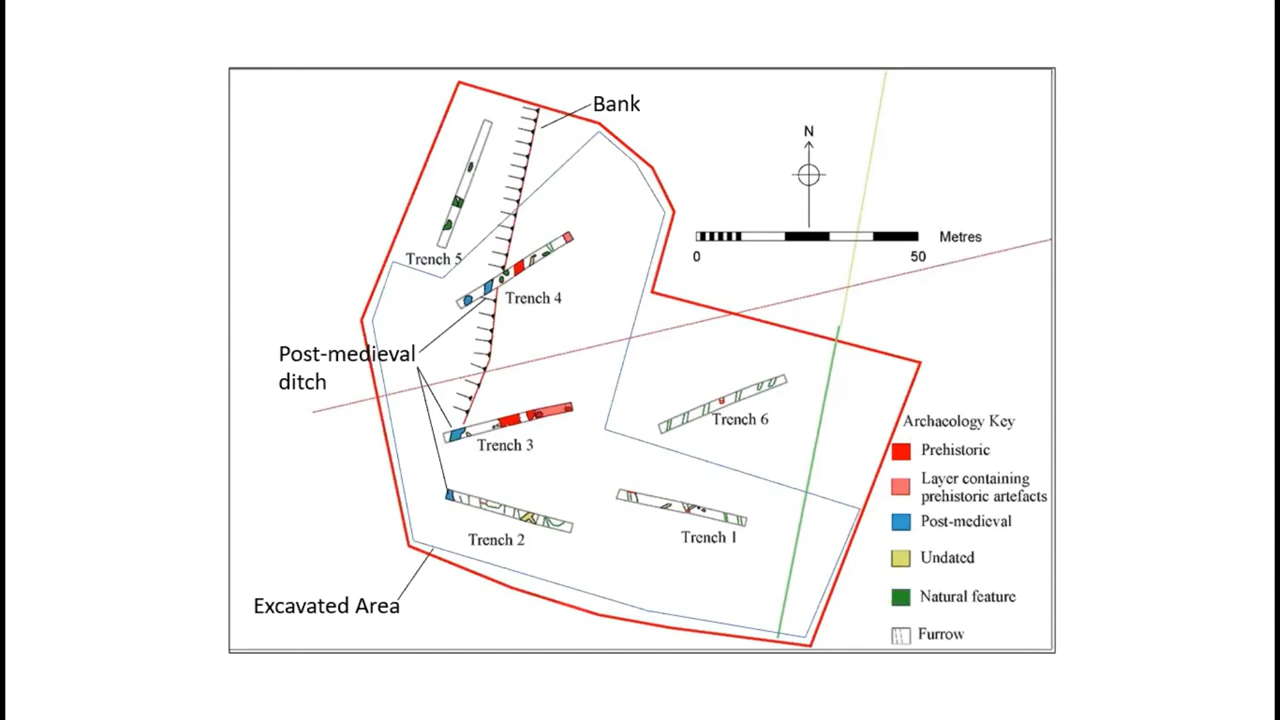 Bank
N
Metres
0
50
Trench 5
Trench 4
Post-medieval
ditch
Trench 6
Trench 3
Archaeology Key
Prehistoric
Layer containing
prehistoric artefacts
Post-medieval
Trench 2
Trench 1
Undated
Natural feature
Excavated Area
Furrow